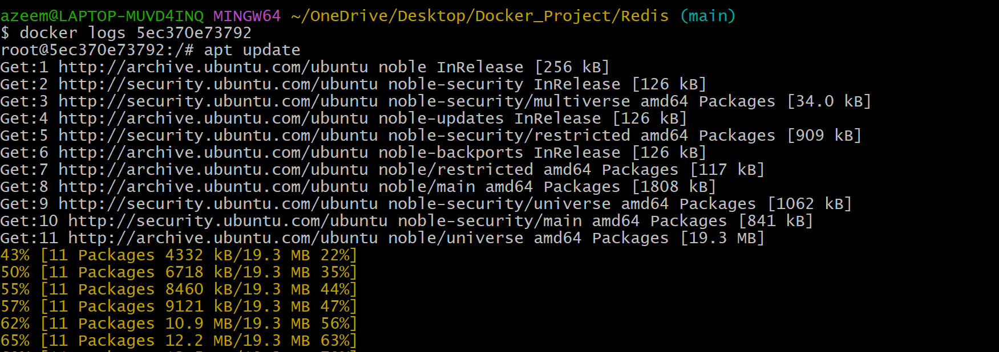 azeem@LAPTOP-MUVD4INQ MINGW64 ~/OneDrive/Desktop/Docker_Project/Redis (main)
$ docker logs 5ec370e73792
root@5ec370e73792:/# apt update
Get:1 http://archive.ubuntu.com/ubuntu noble InRelease [256 kB]
Get:2 http://security.ubuntu.com/ubuntu noble-security InRelease [126 kB]
Get:3 http://security.ubuntu.com/ubuntu noble-security/multiverse amd64 Packages [34.0 kB]
Get:4 http://archive.ubuntu.com/ubuntu noble-updates InRelease [126 kB]
Get:5 http://security.ubuntu.com/ubuntu noble-security/restricted amd64 Packages [909 kB]
Get:6 http://archive.ubuntu.com/ubuntu noble-backports InRelease [126 kB]
Get:7 http://archive.ubuntu.com/ubuntu noble/restricted amd64 Packages [117 kB]
Get:8 http://archive.ubuntu.com/ubuntu noble/main amd64 Packages [1808 kB]
Get:9 http://security.ubuntu.com/ubuntu noble-security/universe amd64 Packages [1062 kB]
Get:10 http://security.ubuntu.com/ubuntu noble-security/main amd64 Packages [841 kB]
Get:11 http://archive.ubuntu.com/ubuntu noble/universe amd64 Packages [19.3 MB]
43% [11 Packages 4332 kB/19.3 MB 22%]
50% [11 Packages 6718 kB/19.3 MB 35%]
55% [11 Packages 8460 kB/19.3 MB 44%]
57% [11 Packages 9121 kB/19.3 MB 47%]
62% [11 Packages 10.9 MB/19.3 MB 56%]
65% [11 Packages 12.2 MB/19.3 MB 63%]